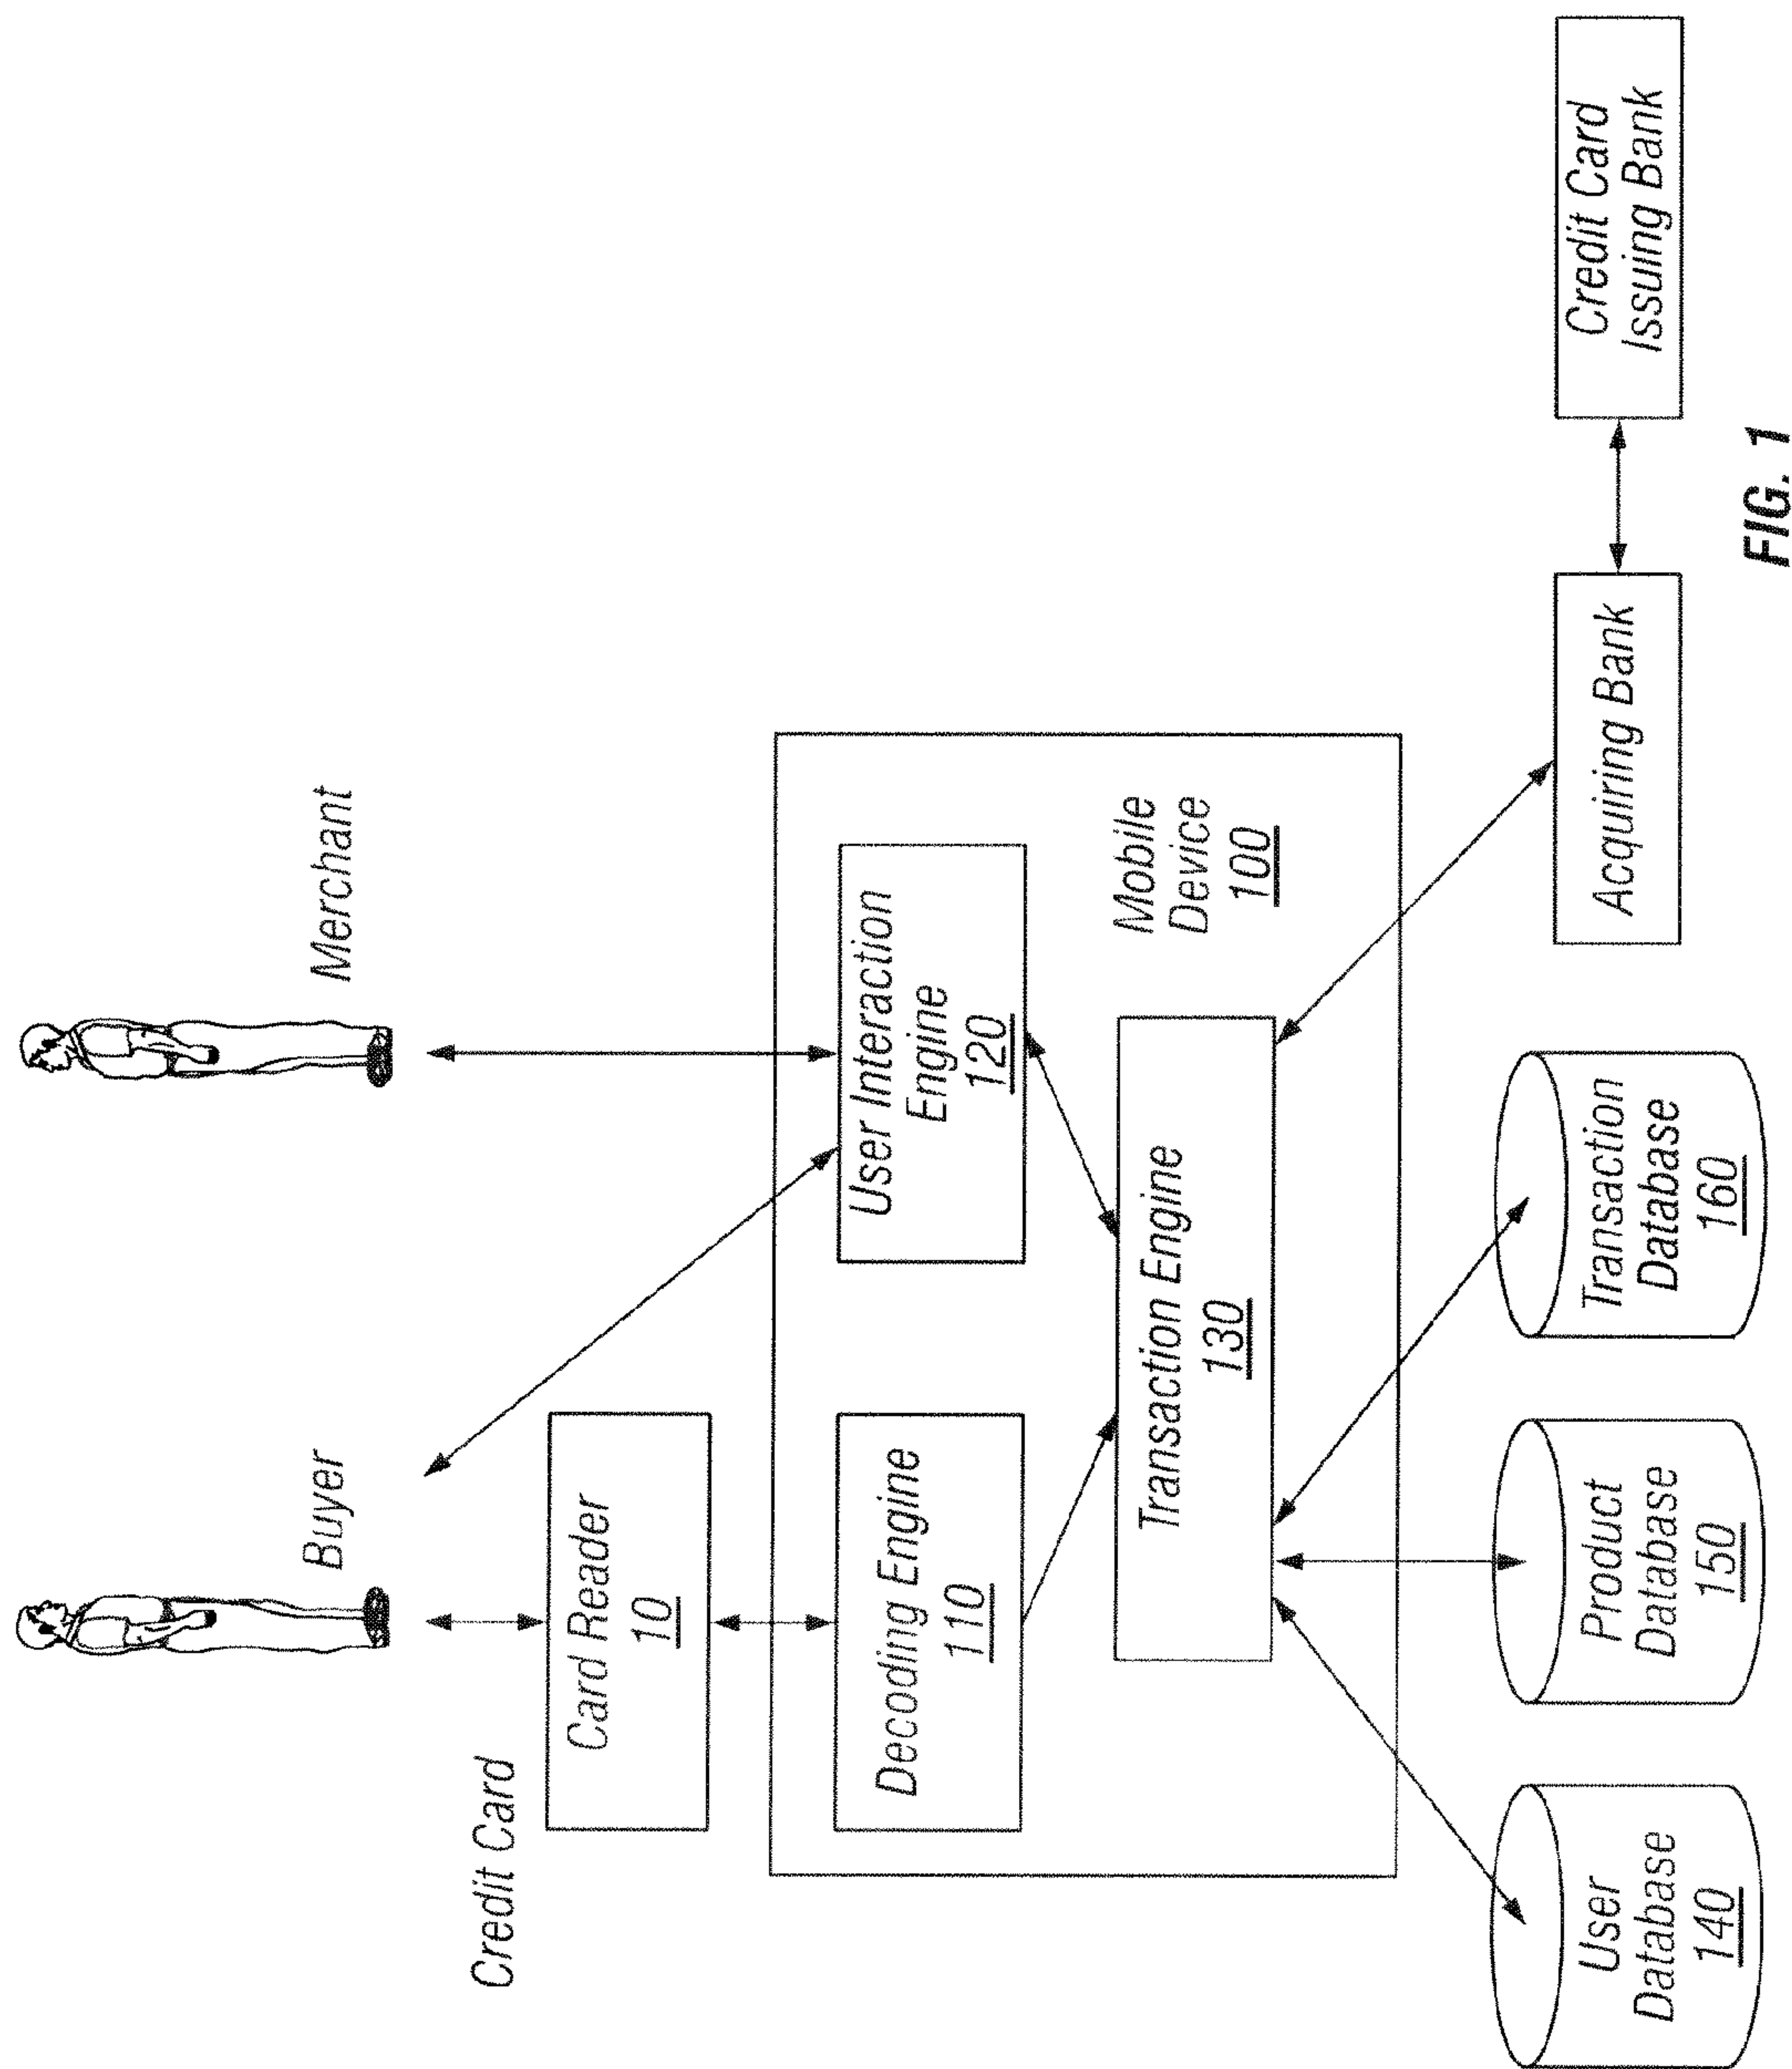 Buyer
Merchant
Credit Card
Card Reader
10
Decoding Engine
110
User Interaction
Engine
120
Mobile
Device
100
Transaction Engine
130
User
Database
140
Product
Database
150
Transaction
Database
160
Acquiring Bank
Credit Card
Issuing Bank
FIG. 1